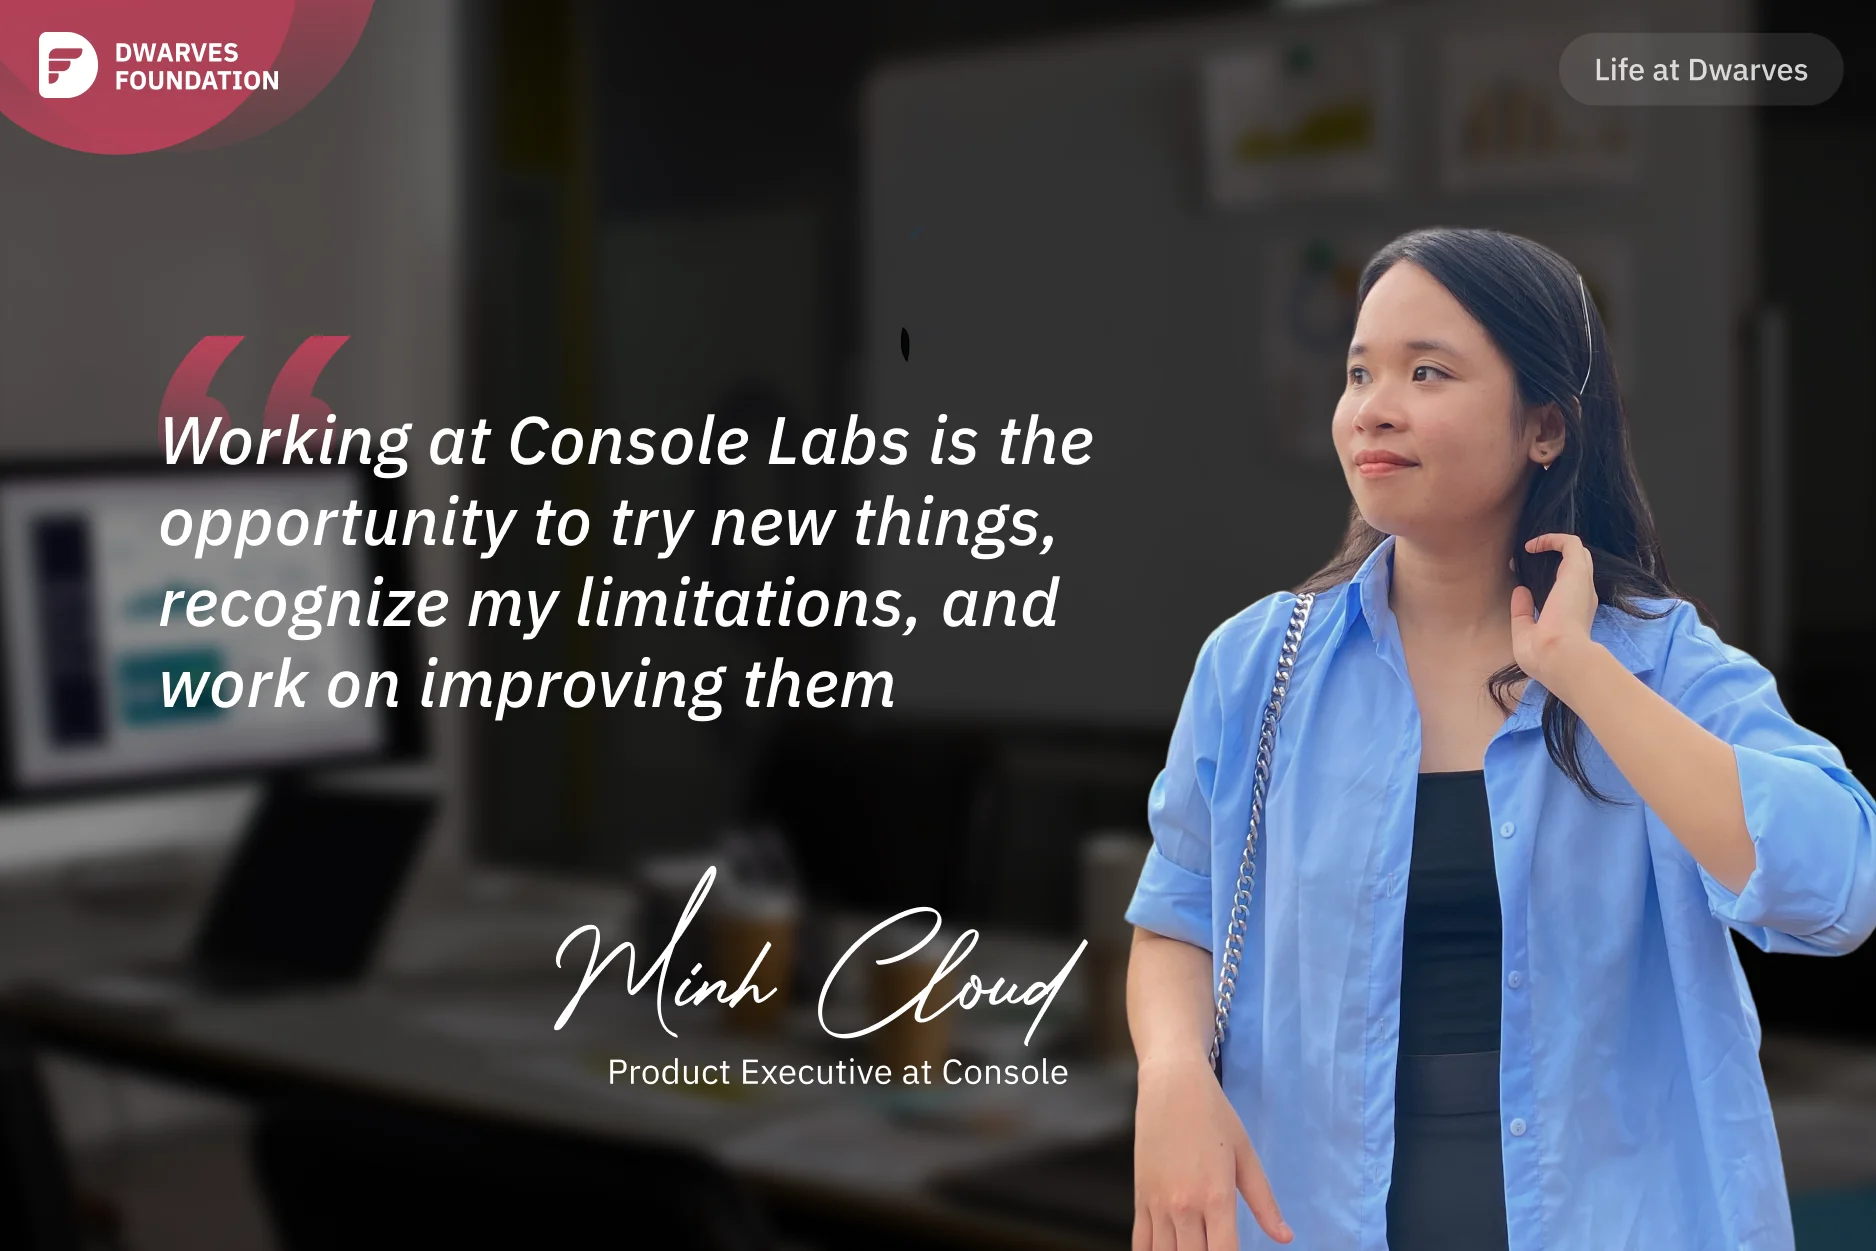 DWARVES
FOUNDATION
Life at Dwarves
“
Working at Console Labs is the
opportunity to try new things,
recognize my limitations, and
work on improving them
Minh Cloud
Product Executive at Console